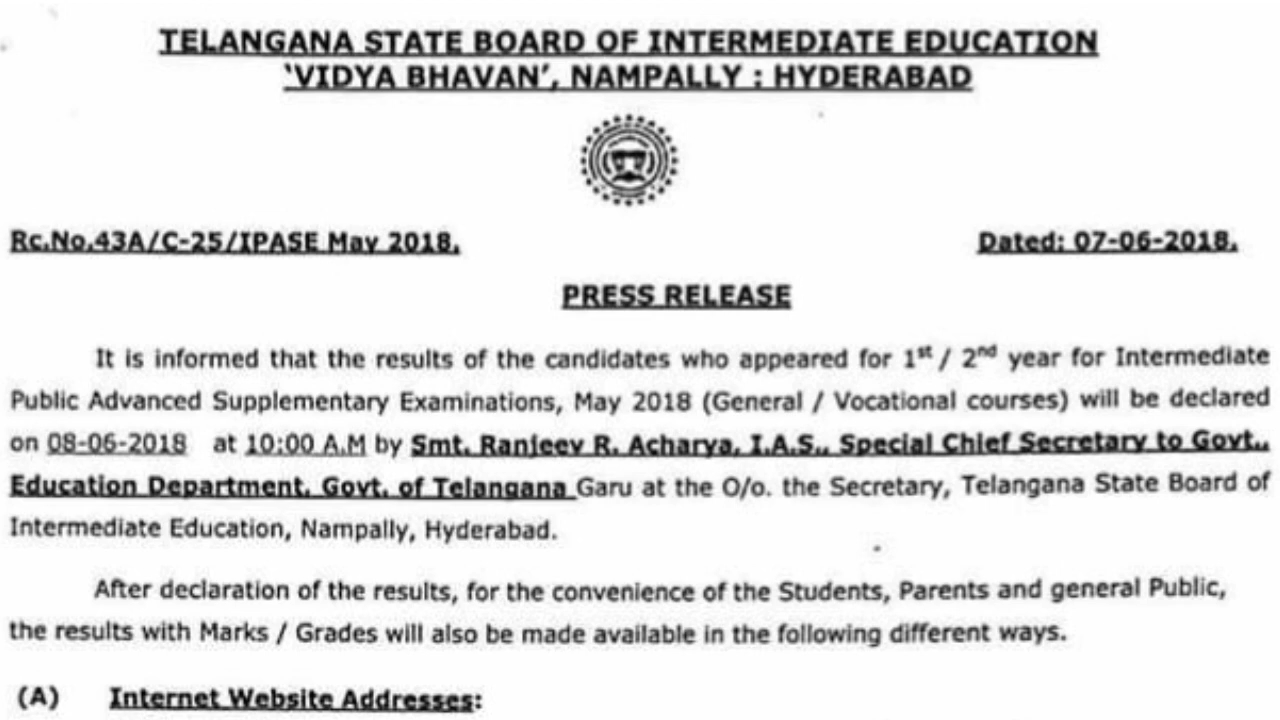 TELANGANA STATE BOARD OF INTERMEDIATE EDUCATION
'VIDYA BHAVAN', NAMPALLY : HYDERABAD
Rc.No.43A/C-25/IPASE May 2018. Dated: 07-06-2018.
PRESS RELEASE
It is informed that the results of the candidates who appeared for 1st / 2nd year for Intermediate
Public Advanced Supplementary Examinations, May 2018 (General / Vocational courses) will be declared
on 08-06-2018 at 10:00 A.M by Smt. Ranjeev R. Acharya, I.A.S., Special Chief Secretary to Govt.,
Education Department, Govt. of Telangana Garu at the O/o. the Secretary, Telangana State Board of
Intermediate Education, Nampally, Hyderabad.
After declaration of the results, for the convenience of the Students, Parents and general Public,
the results with Marks / Grades will also be made available in the following different ways.
(A) Internet Website Addresses: